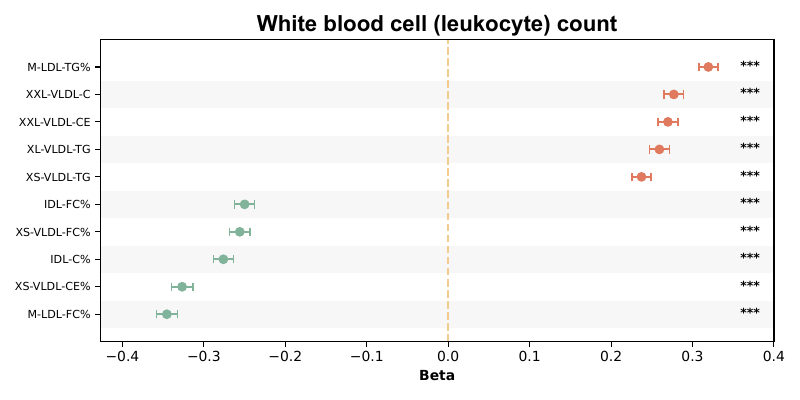 White blood cell (leukocyte) count
M-LDL-TG% ***
XXL-VLDL-C ***
XXL-VLDL-CE ***
XL-VLDL-TG ***
XS-VLDL-TG ***
IDL-FC% ***
XS-VLDL-FC% ***
IDL-C% ***
XS-VLDL-CE% ***
M-LDL-FC% ***
−0.4 −0.3 −0.2 −0.1 0.0 0.1 0.2 0.3 0.4
Beta